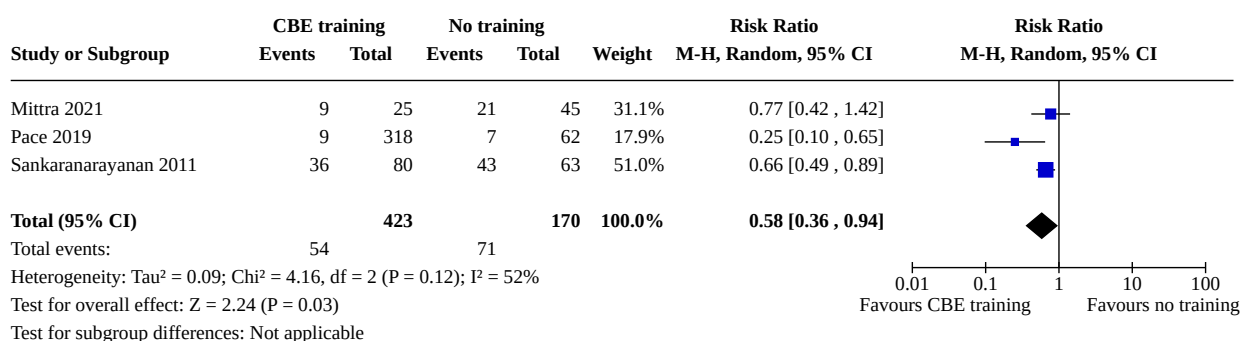 CBE training No training Risk Ratio Risk Ratio
Study or Subgroup Events Total Events Total Weight M-H, Random, 95% CI M-H, Random, 95% CI
Mittra 2021 9 25 21 45 31.1% 0.77 [0.42 , 1.42]
Pace 2019 9 318 7 62 17.9% 0.25 [0.10 , 0.65]
Sankaranarayanan 2011 36 80 43 63 51.0% 0.66 [0.49 , 0.89]
Total (95% CI) 423 170 100.0% 0.58 [0.36 , 0.94]
Total events: 54 71
Heterogeneity: Tau² = 0.09; Chi² = 4.16, df = 2 (P = 0.12); I² = 52%
0.01 0.1 1 10 100
Test for overall effect: Z = 2.24 (P = 0.03) Favours CBE training Favours no training
Test for subgroup differences: Not applicable